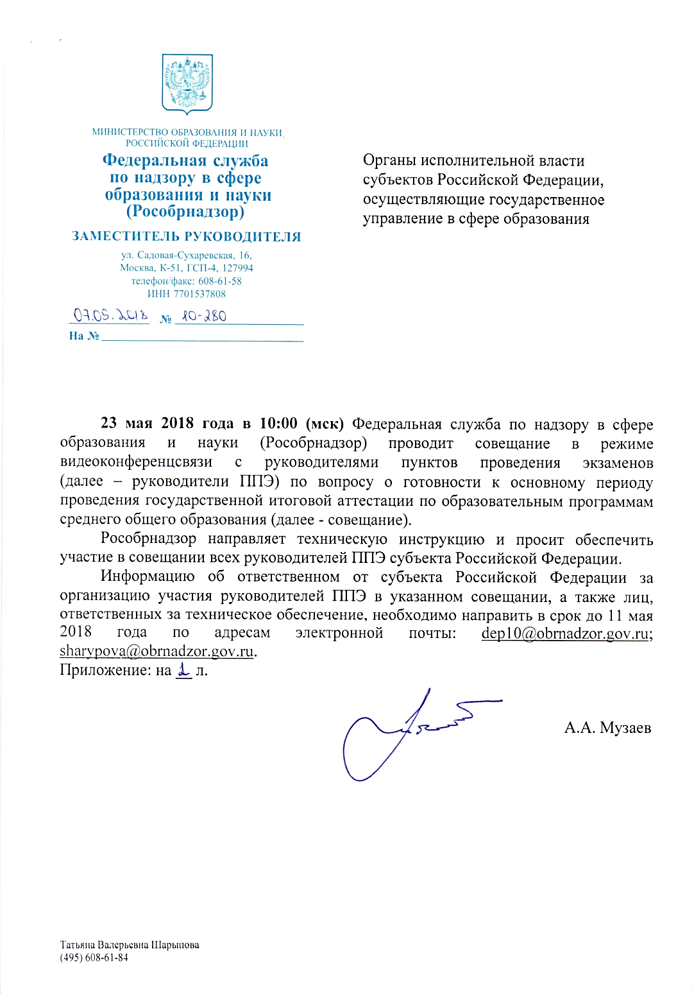 МИНИСТЕРСТВО ОБРАЗОВАНИЯ И НАУКИ
РОССИЙСКОЙ ФЕДЕРАЦИИ
Федеральная служба
по надзору в сфере
образования и науки
(Рособрнадзор)
ЗАМЕСТИТЕЛЬ РУКОВОДИТЕЛЯ
ул. Садовая-Сухаревская, 16,
Москва, К-51, ГСП-4, 127994
телефон/факс: 608-61-58
ИНН 7701537808
07.05.2018 № 10-280
На №
Органы исполнительной власти
субъектов Российской Федерации,
осуществляющие государственное
управление в сфере образования
23 мая 2018 года в 10:00 (мск) Федеральная служба по надзору в сфере
образования и науки (Рособрнадзор) проводит совещание в режиме
видеоконференцсвязи с руководителями пунктов проведения экзаменов
(далее – руководители ППЭ) по вопросу о готовности к основному периоду
проведения государственной итоговой аттестации по образовательным программам
среднего общего образования (далее - совещание).
Рособрнадзор направляет техническую инструкцию и просит обеспечить
участие в совещании всех руководителей ППЭ субъекта Российской Федерации.
Информацию об ответственном от субъекта Российской Федерации за
организацию участия руководителей ППЭ в указанном совещании, а также лиц,
ответственных за техническое обеспечение, необходимо направить в срок до 11 мая
2018 года по адресам электронной почты: dep10@obrnadzor.gov.ru;
sharypova@obrnadzor.gov.ru.
Приложение: на 2 л.
А.А. Музаев
Татьяна Валерьевна Шарыпова
(495) 608-61-84